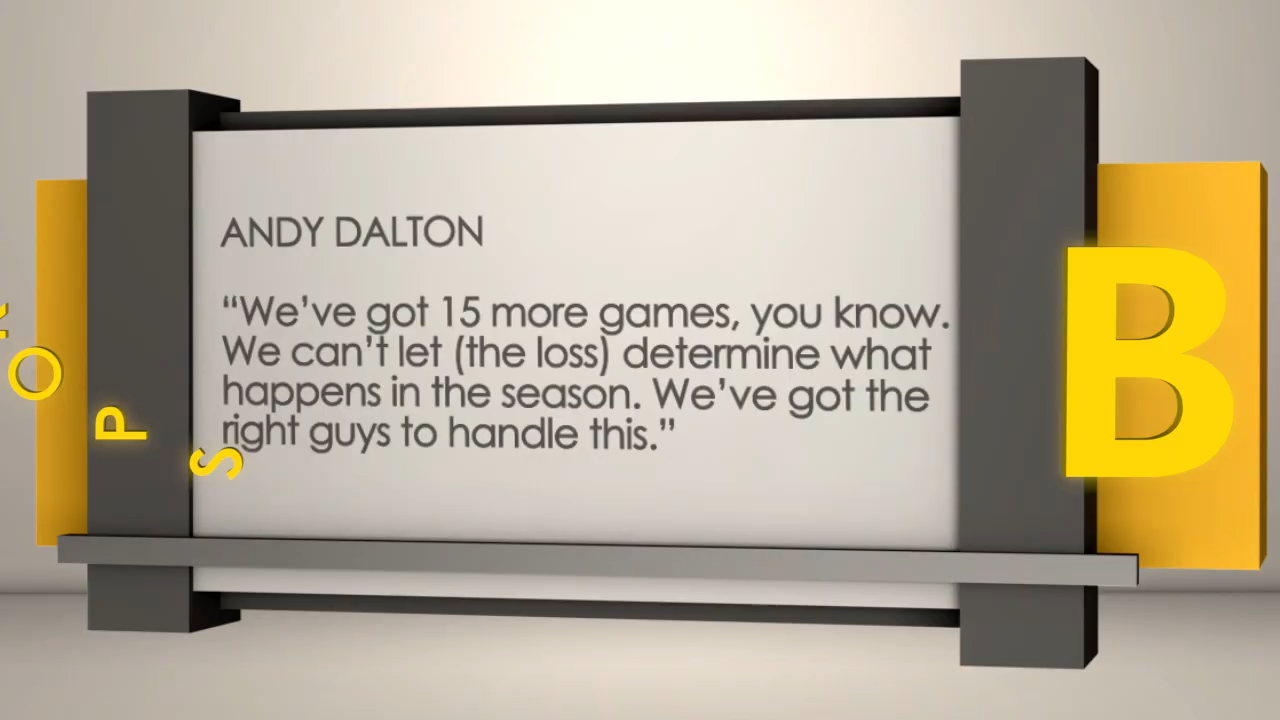 ANDY DALTON
“We’ve got 15 more games, you know.
We can’t let (the loss) determine what
happens in the season. We’ve got the
right guys to handle this.”
S
P
O
B